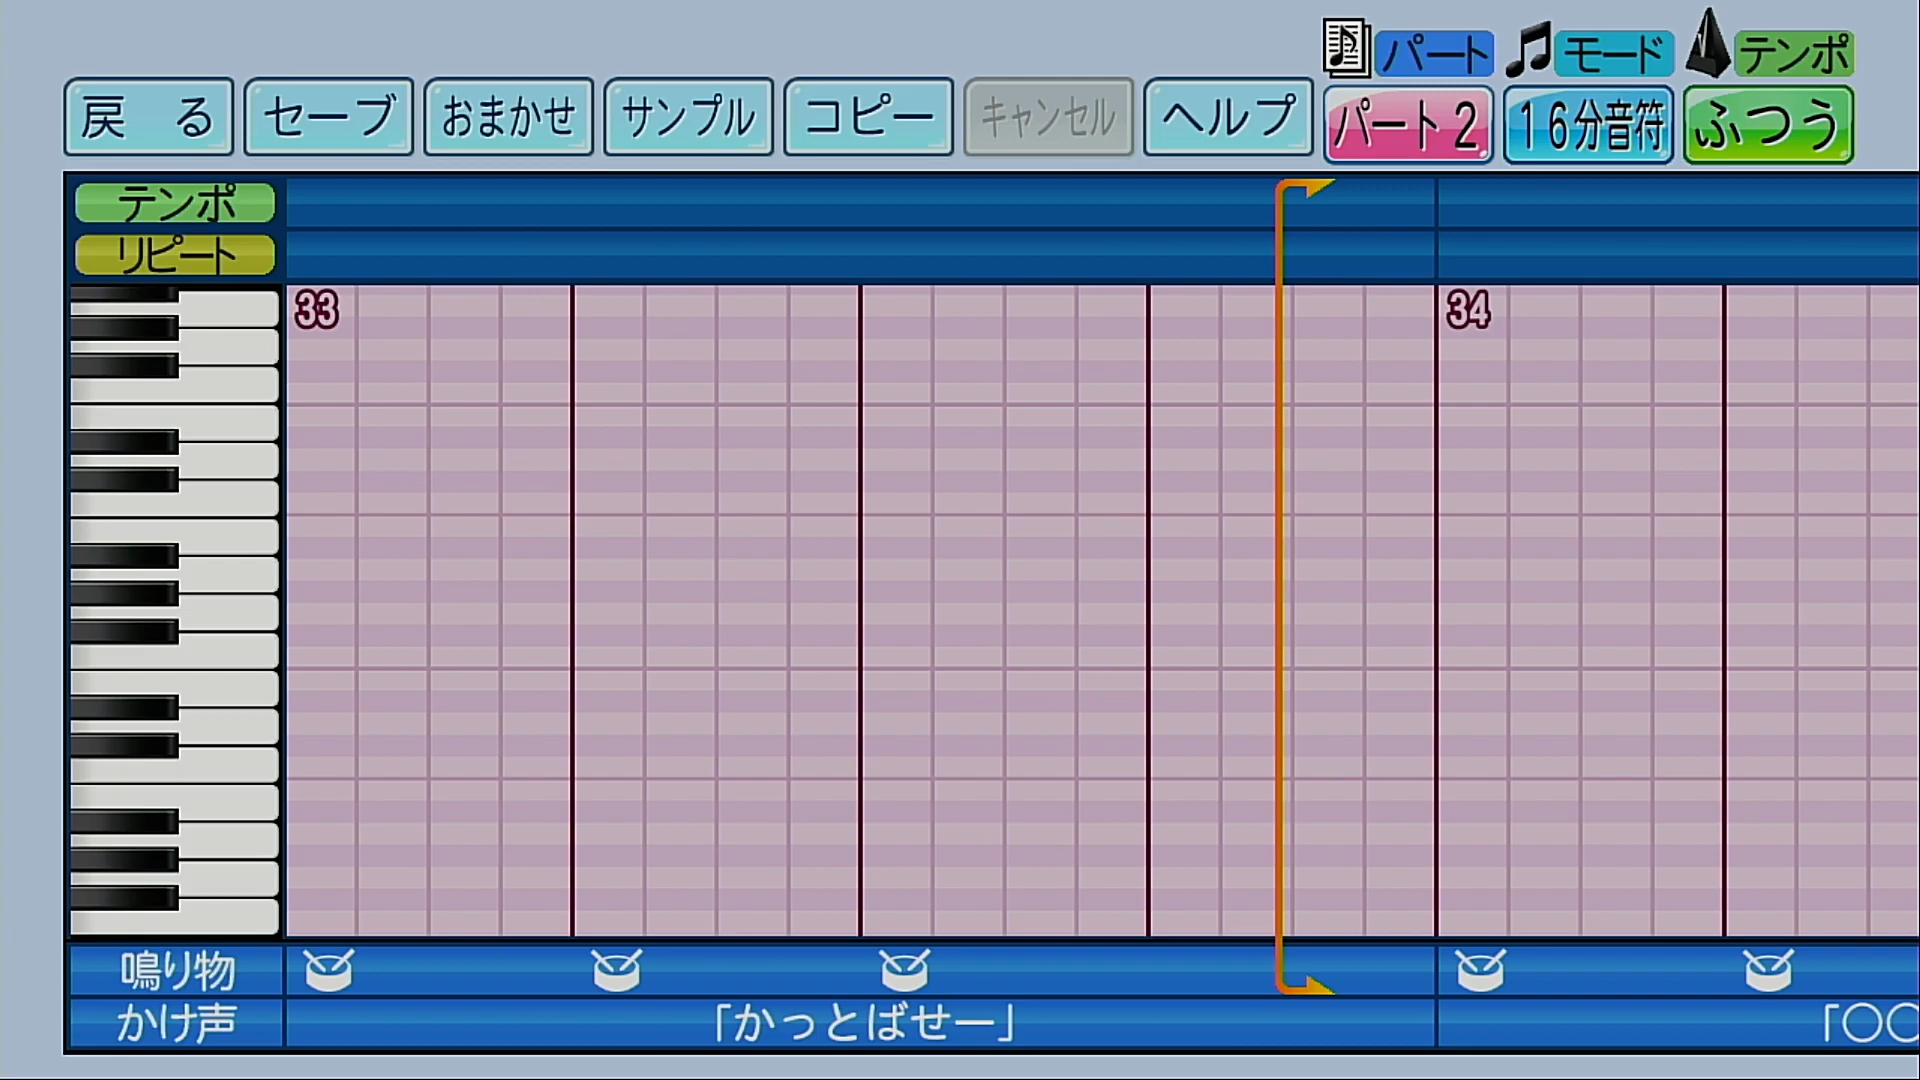 パート モード テンポ
戻る セーブ おまかせ サンプル コピー キャンセル ヘルプ パート2 16分音符 ふつう
テンポ
リピート
33 34
鳴り物
かけ声 「かっとばせー」 「〇〇